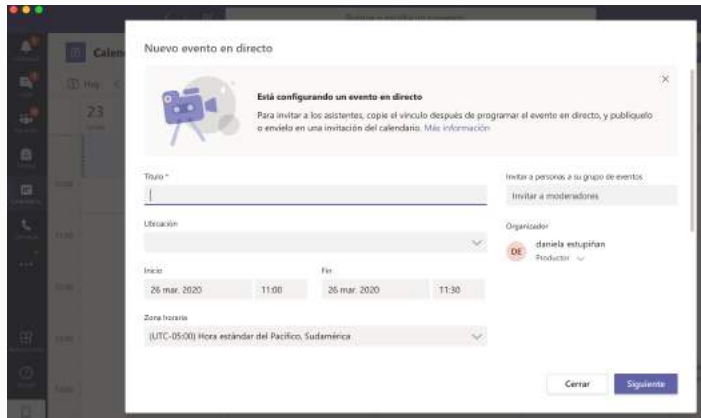 Calen
Hoy
23
Nuevo evento en directo
Está configurando un evento en directo
Para invitar a los asistentes, copie el vínculo después de programar el evento en directo, y publíquelo
o envíelo en una invitación del calendario. Más información
Título *
Invitar a personas a su grupo de eventos
Invitar a moderadores
Ubicación
Organizador
DE
daniela estupiñan
Productor
Inicio
Fin
26 mar. 2020
11:00
26 mar. 2020
11:30
Zona horaria
(UTC-05:00) Hora estándar del Pacífico, Sudamérica
Cerrar
Siguiente